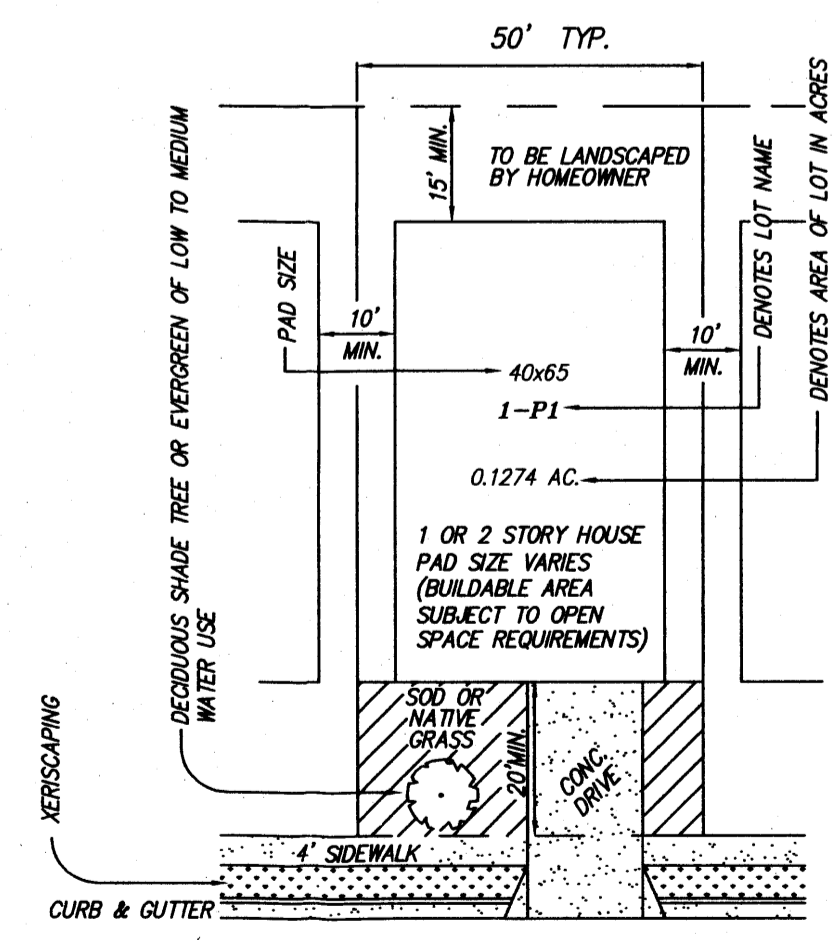 50' TYP.
15' MIN.
TO BE LANDSCAPED
BY HOMEOWNER
DENOTES LOT NAME
DENOTES AREA OF LOT IN ACRES
DECIDUOUS SHADE TREE OR EVERGREEN OF LOW TO MEDIUM
WATER USE
PAD SIZE
10'
MIN.
10'
MIN.
40x65
1-P1
0.1274 AC.
1 OR 2 STORY HOUSE
PAD SIZE VARIES
(BUILDABLE AREA
SUBJECT TO OPEN
SPACE REQUIREMENTS)
XERISCAPING
SOD OR
NATIVE
GRASS
20'MIN.
CONC.
DRIVE
4' SIDEWALK
CURB & GUTTER